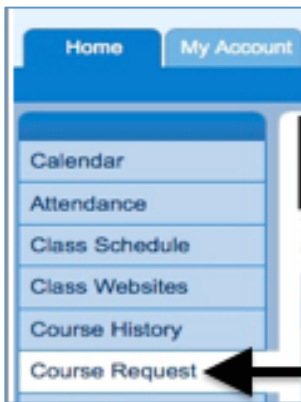 Home My Account
Calendar
Attendance
Class Schedule
Class Websites
Course History
Course Request